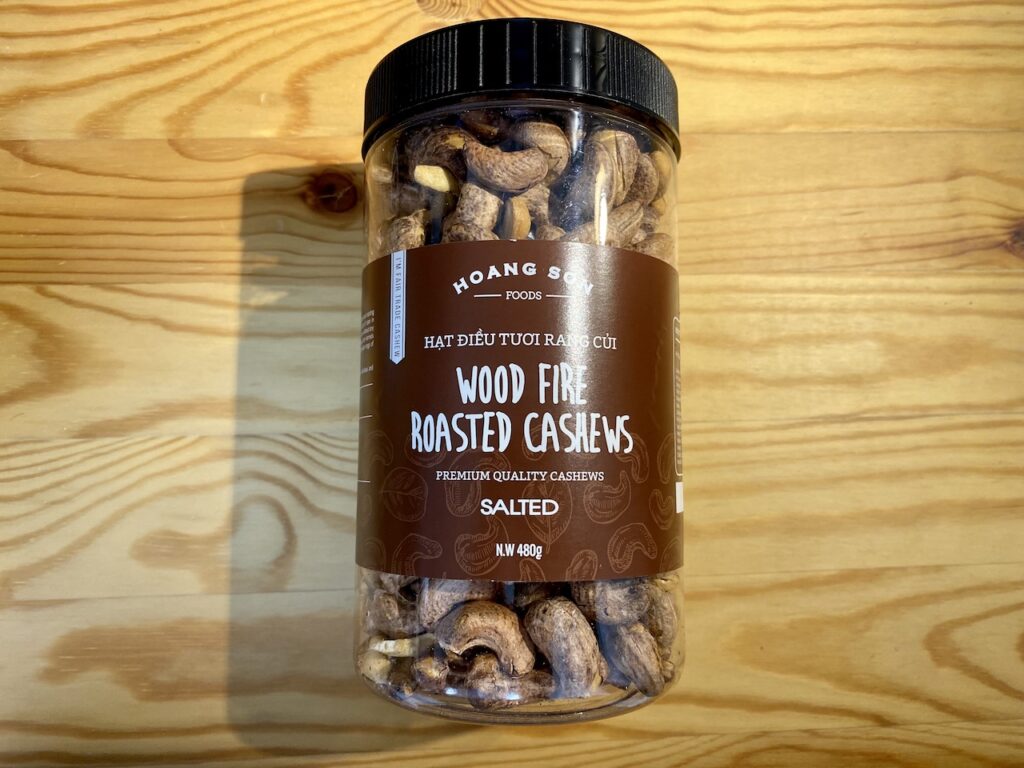 HOANG SON
FOODS
I'M FAIR TRADE CASHEW
HẠT ĐIỀU TƯƠI RANG CỦI
WOOD FIRE
ROASTED CASHEWS
PREMIUM QUALITY CASHEWS
SALTED
N.W 480g